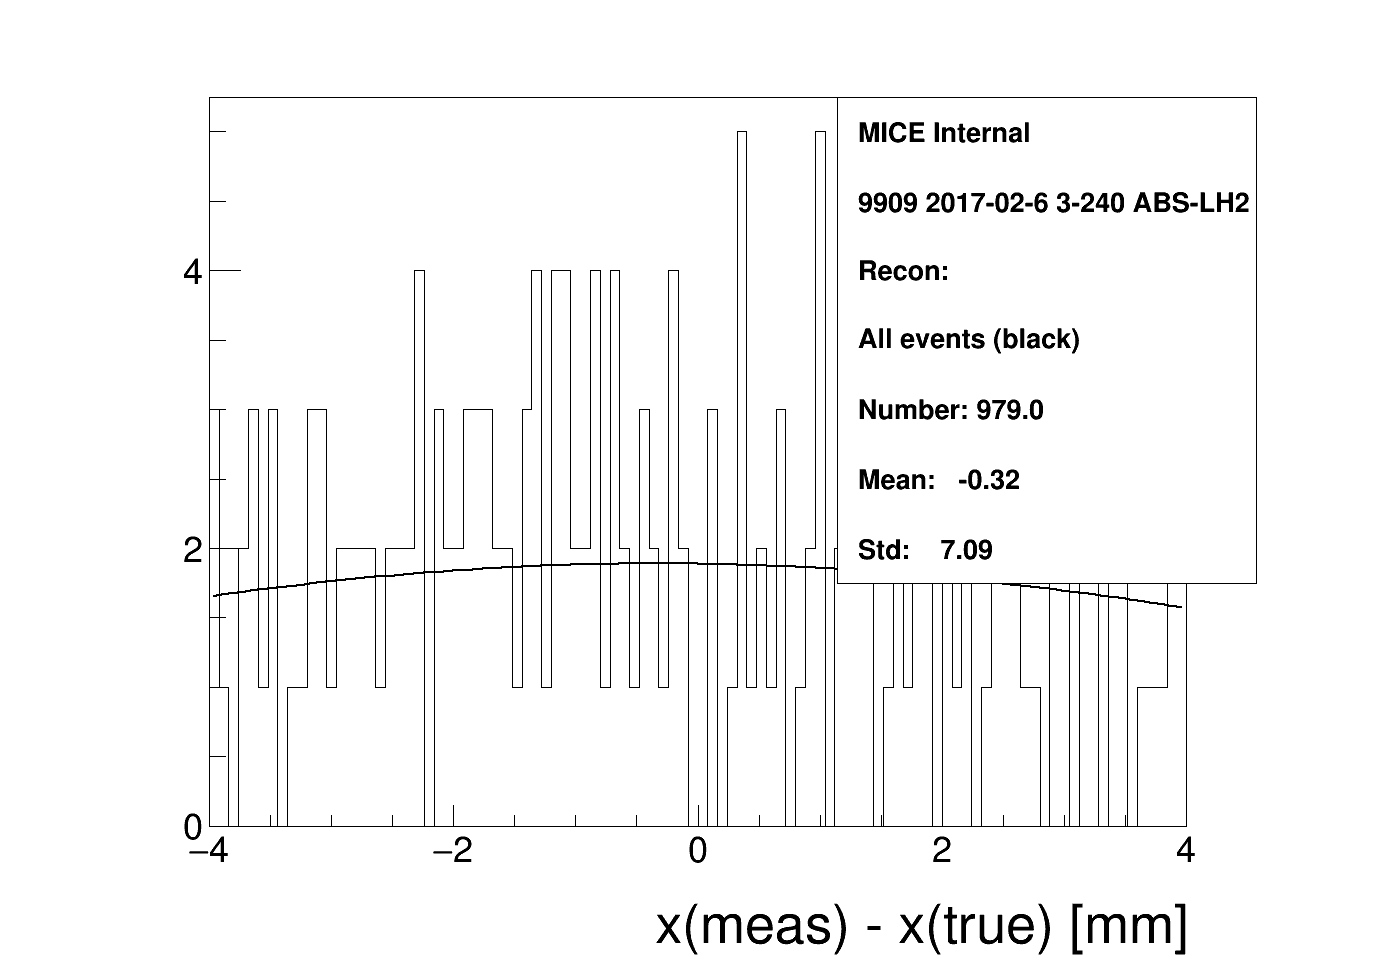 MICE Internal
9909 2017-02-6 3-240 ABS-LH2
Recon:
All events (black)
Number: 979.0
Mean: -0.32
Std: 7.09
4
2
0
−4 −2 0 2 4
x(meas) - x(true) [mm]